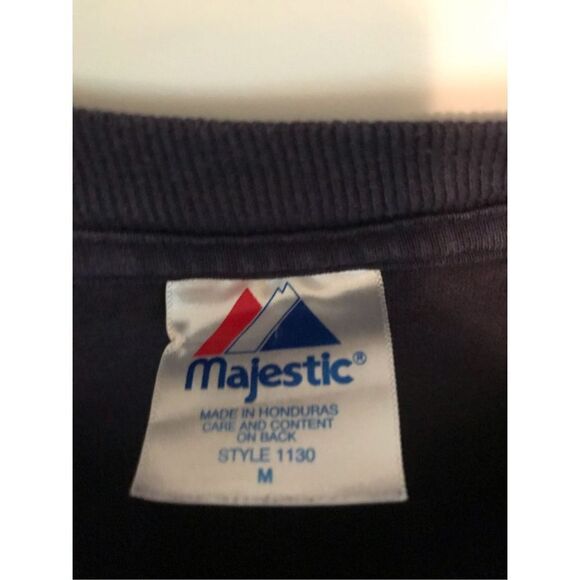 majestic®
MADE IN HONDURAS
CARE AND CONTENT
ON BACK
STYLE 1130
M